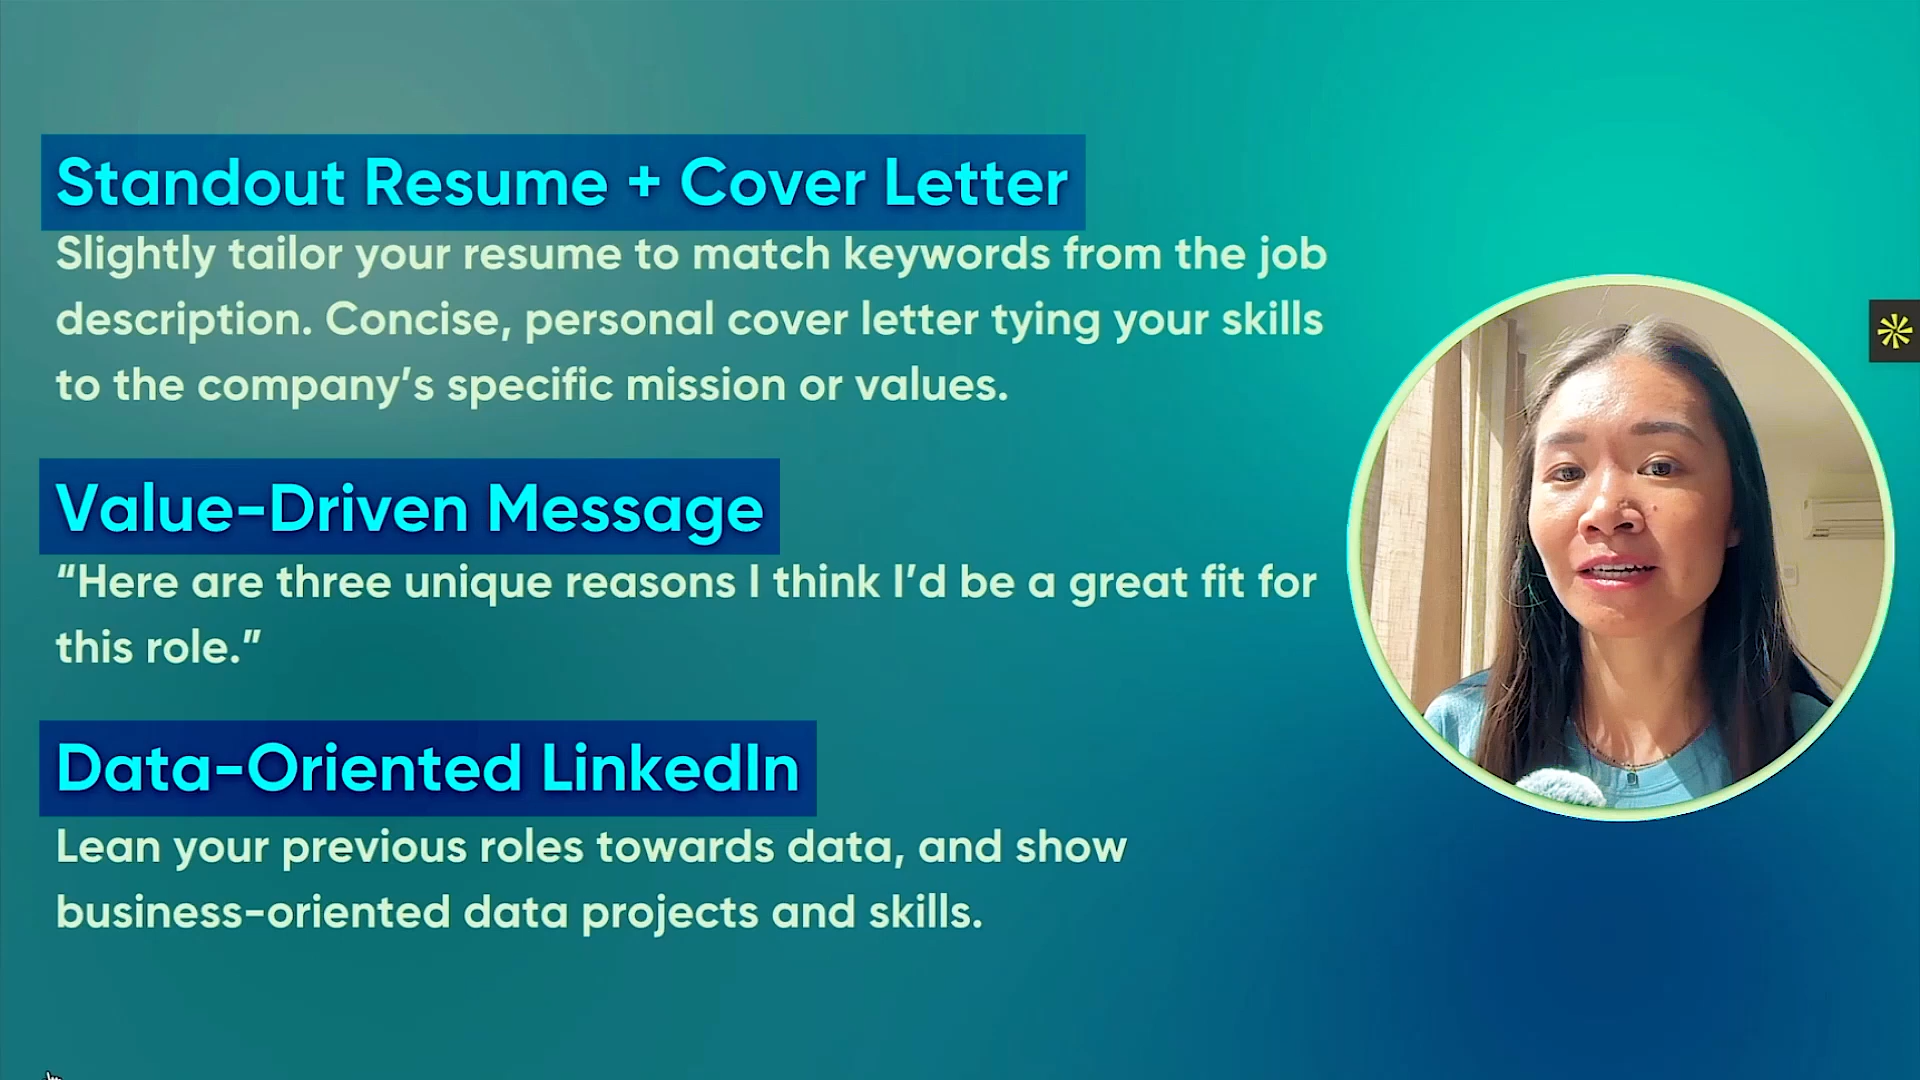 Standout Resume + Cover Letter
Slightly tailor your resume to match keywords from the job
description. Concise, personal cover letter tying your skills
to the company’s specific mission or values.
Value-Driven Message
“Here are three unique reasons I think I’d be a great fit for
this role.”
Data-Oriented LinkedIn
Lean your previous roles towards data, and show
business-oriented data projects and skills.